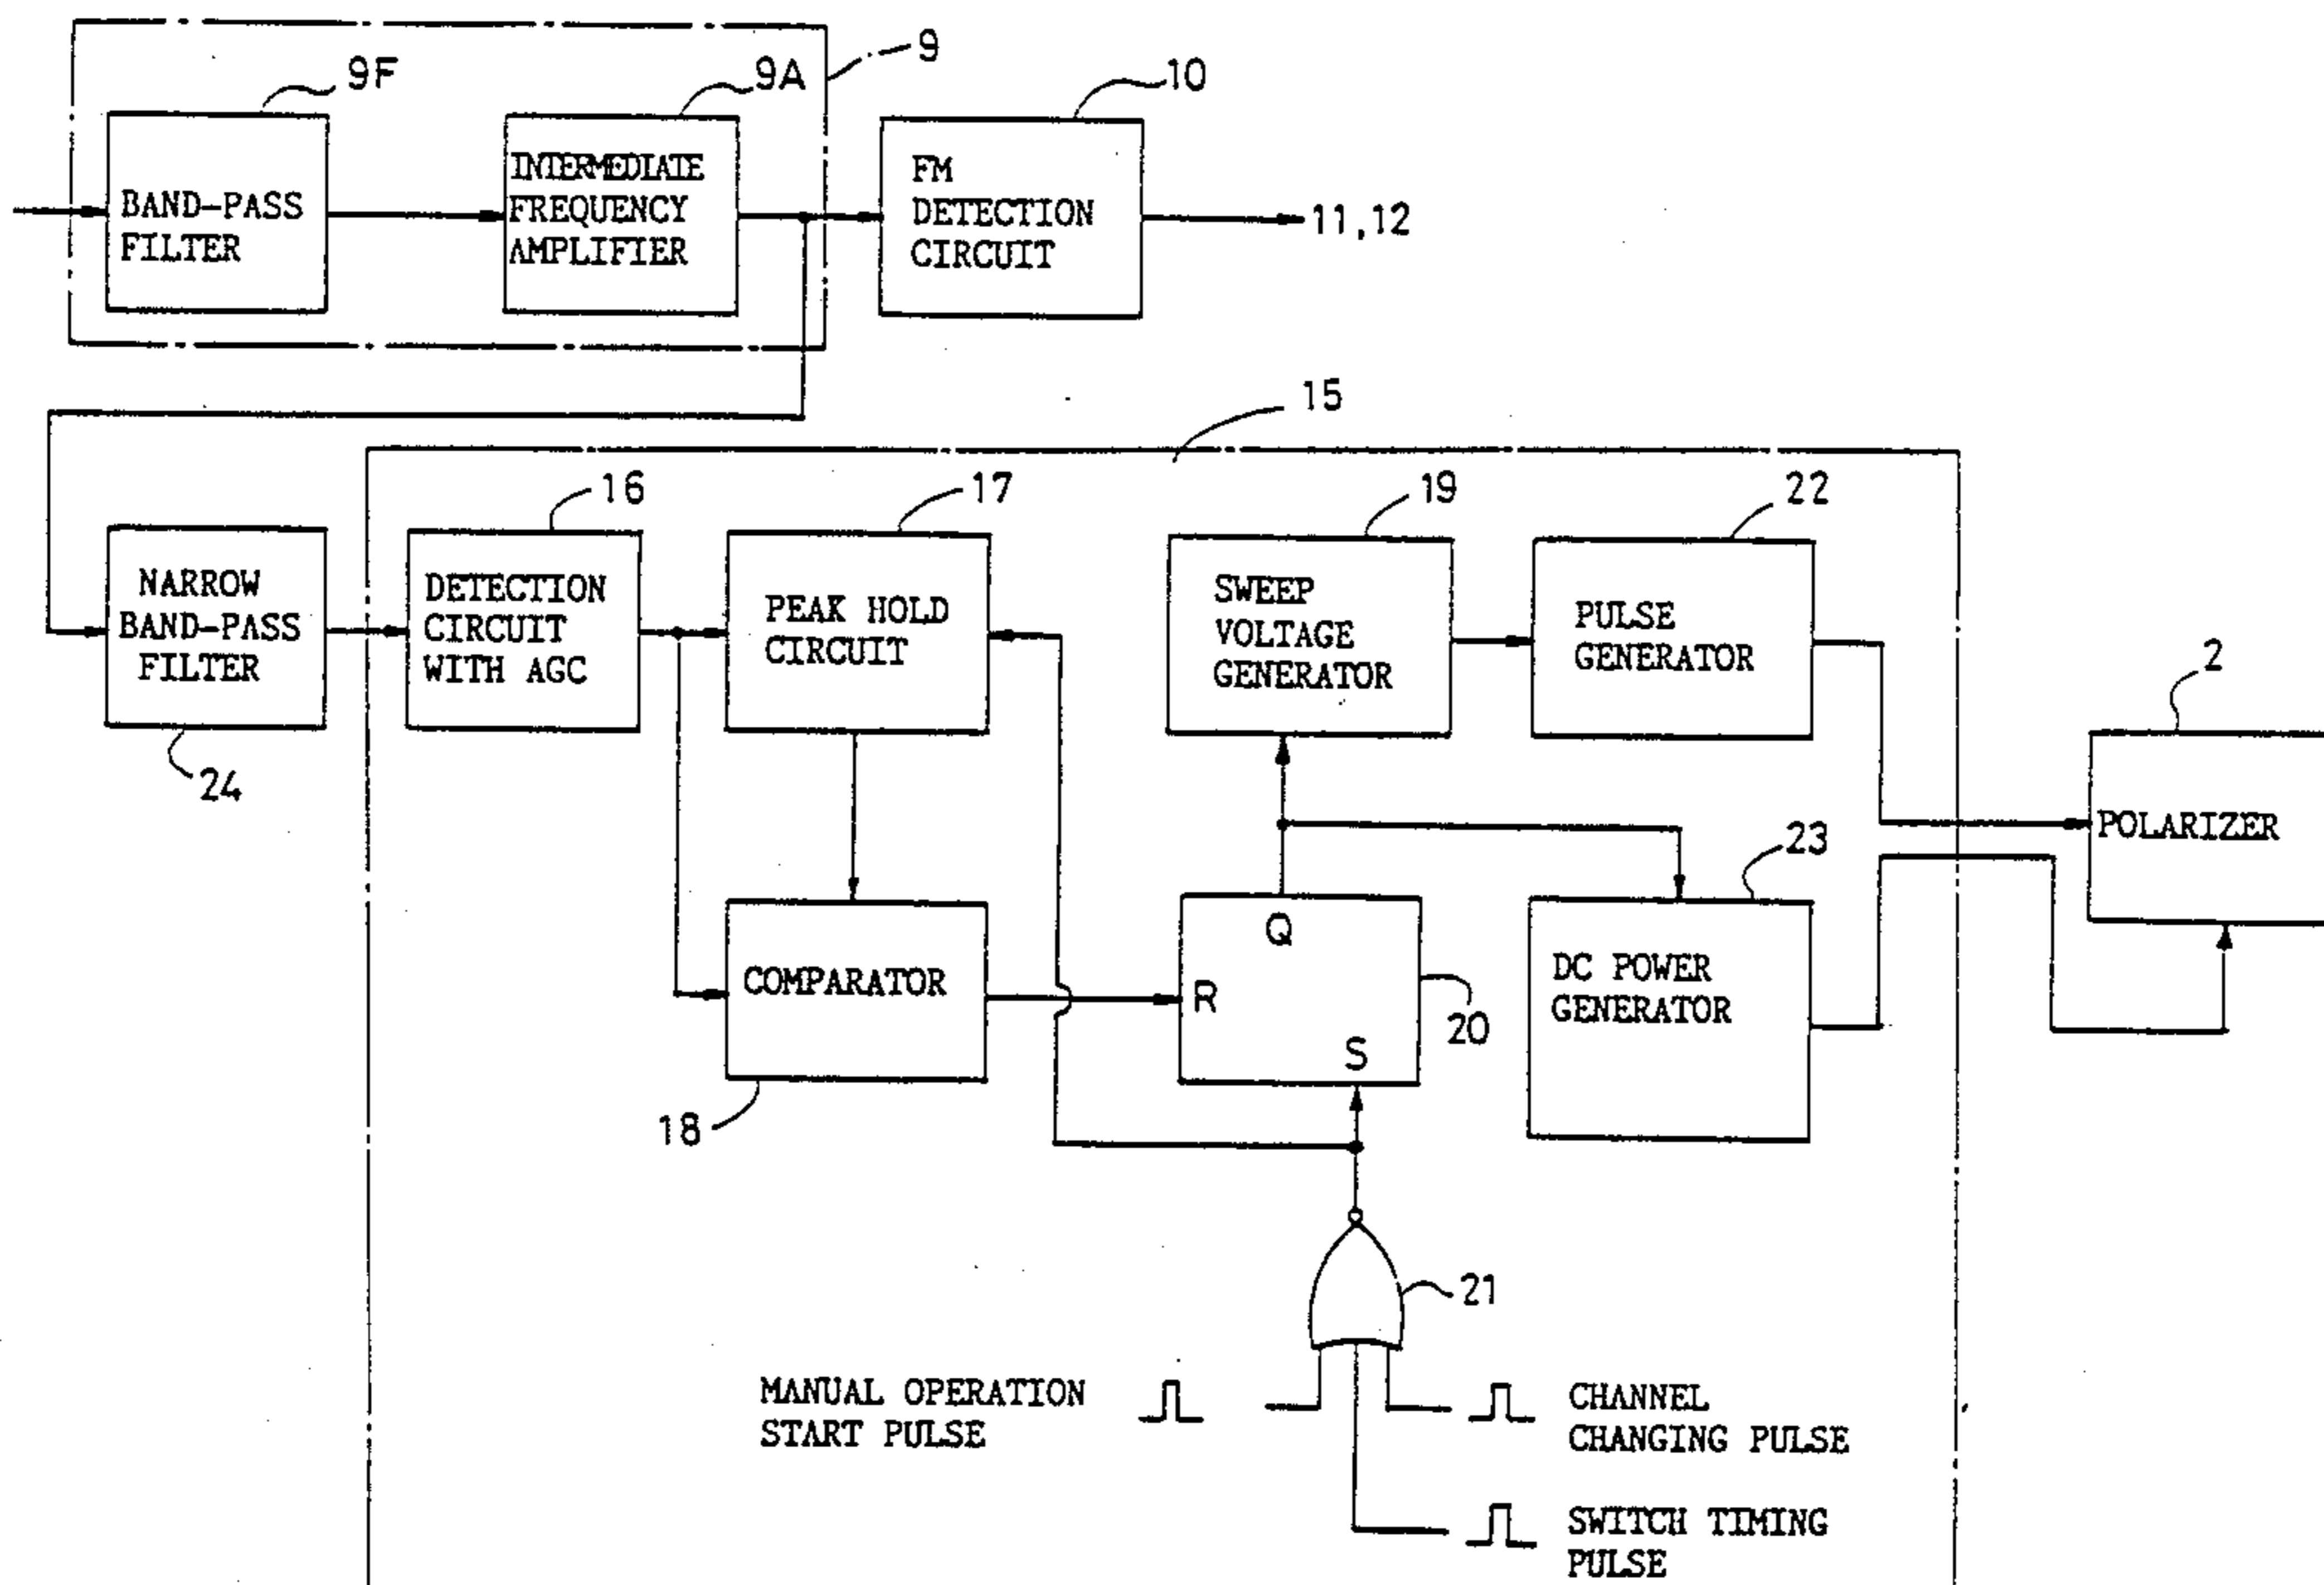 9
9F
9A
10
BAND-PASS
FILTER
INTERMEDIATE
FREQUENCY
AMPLIFIER
FM
DETECTION
CIRCUIT
11,12
15
16
17
19
22
NARROW
BAND-PASS
FILTER
24
DETECTION
CIRCUIT
WITH AGC
PEAK HOLD
CIRCUIT
SWEEP
VOLTAGE
GENERATOR
PULSE
GENERATOR
2
POLARIZER
23
COMPARATOR
18
Q
R
S
20
DC POWER
GENERATOR
21
MANUAL OPERATION
START PULSE
CHANNEL
CHANGING PULSE
SWITCH TIMING
PULSE